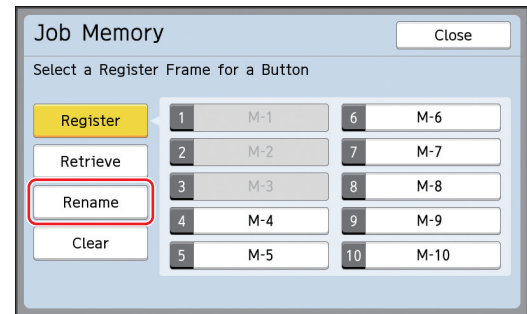 Job Memory
Close
Select a Register Frame for a Button
Register
Retrieve
Rename
Clear
1 M-1
2 M-2
3 M-3
4 M-4
5 M-5
6 M-6
7 M-7
8 M-8
9 M-9
10 M-10